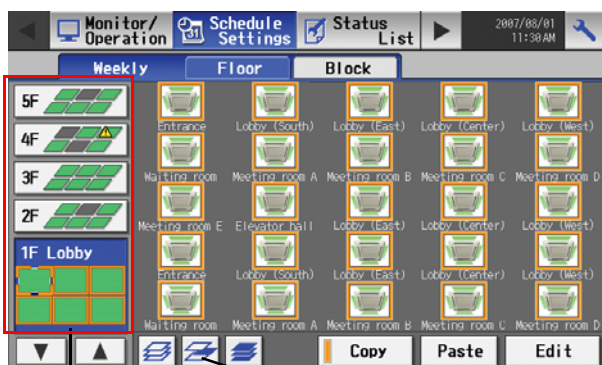 Monitor/
Operation
Schedule
Settings
Status
List
2007/08/01
11:30 AM
31
Weekly
Floor
Block
5F
4F
3F
2F
1F Lobby
Entrance
Lobby (South)
Lobby (East)
Lobby (Center)
Lobby (West)
Waiting room
Meeting room A
Meeting room B
Meeting room C
Meeting room D
Meeting room E
Elevator hall
Lobby (East)
Lobby (Center)
Lobby (West)
Entrance
Lobby (South)
Lobby (East)
Lobby (Center)
Lobby (West)
Waiting room
Meeting room A
Meeting room B
Meeting room C
Meeting room D
Copy
Paste
Edit